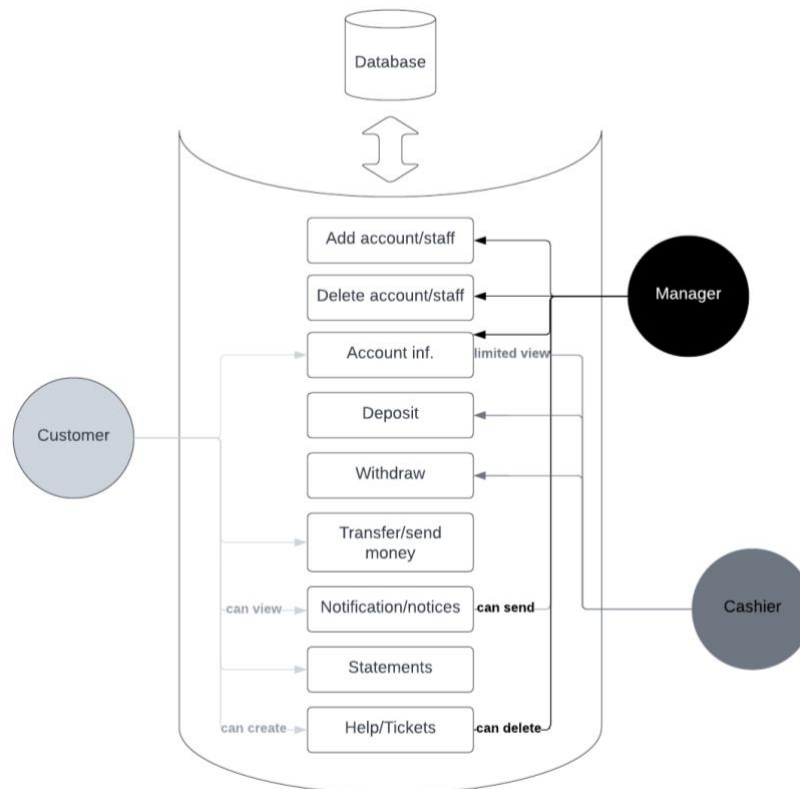 Database
Add account/staff
Delete account/staff
Manager
Account inf.
limited view
Deposit
Customer
Withdraw
Transfer/send
money
can view
Notification/notices
can send
Cashier
Statements
can create
Help/Tickets
can delete